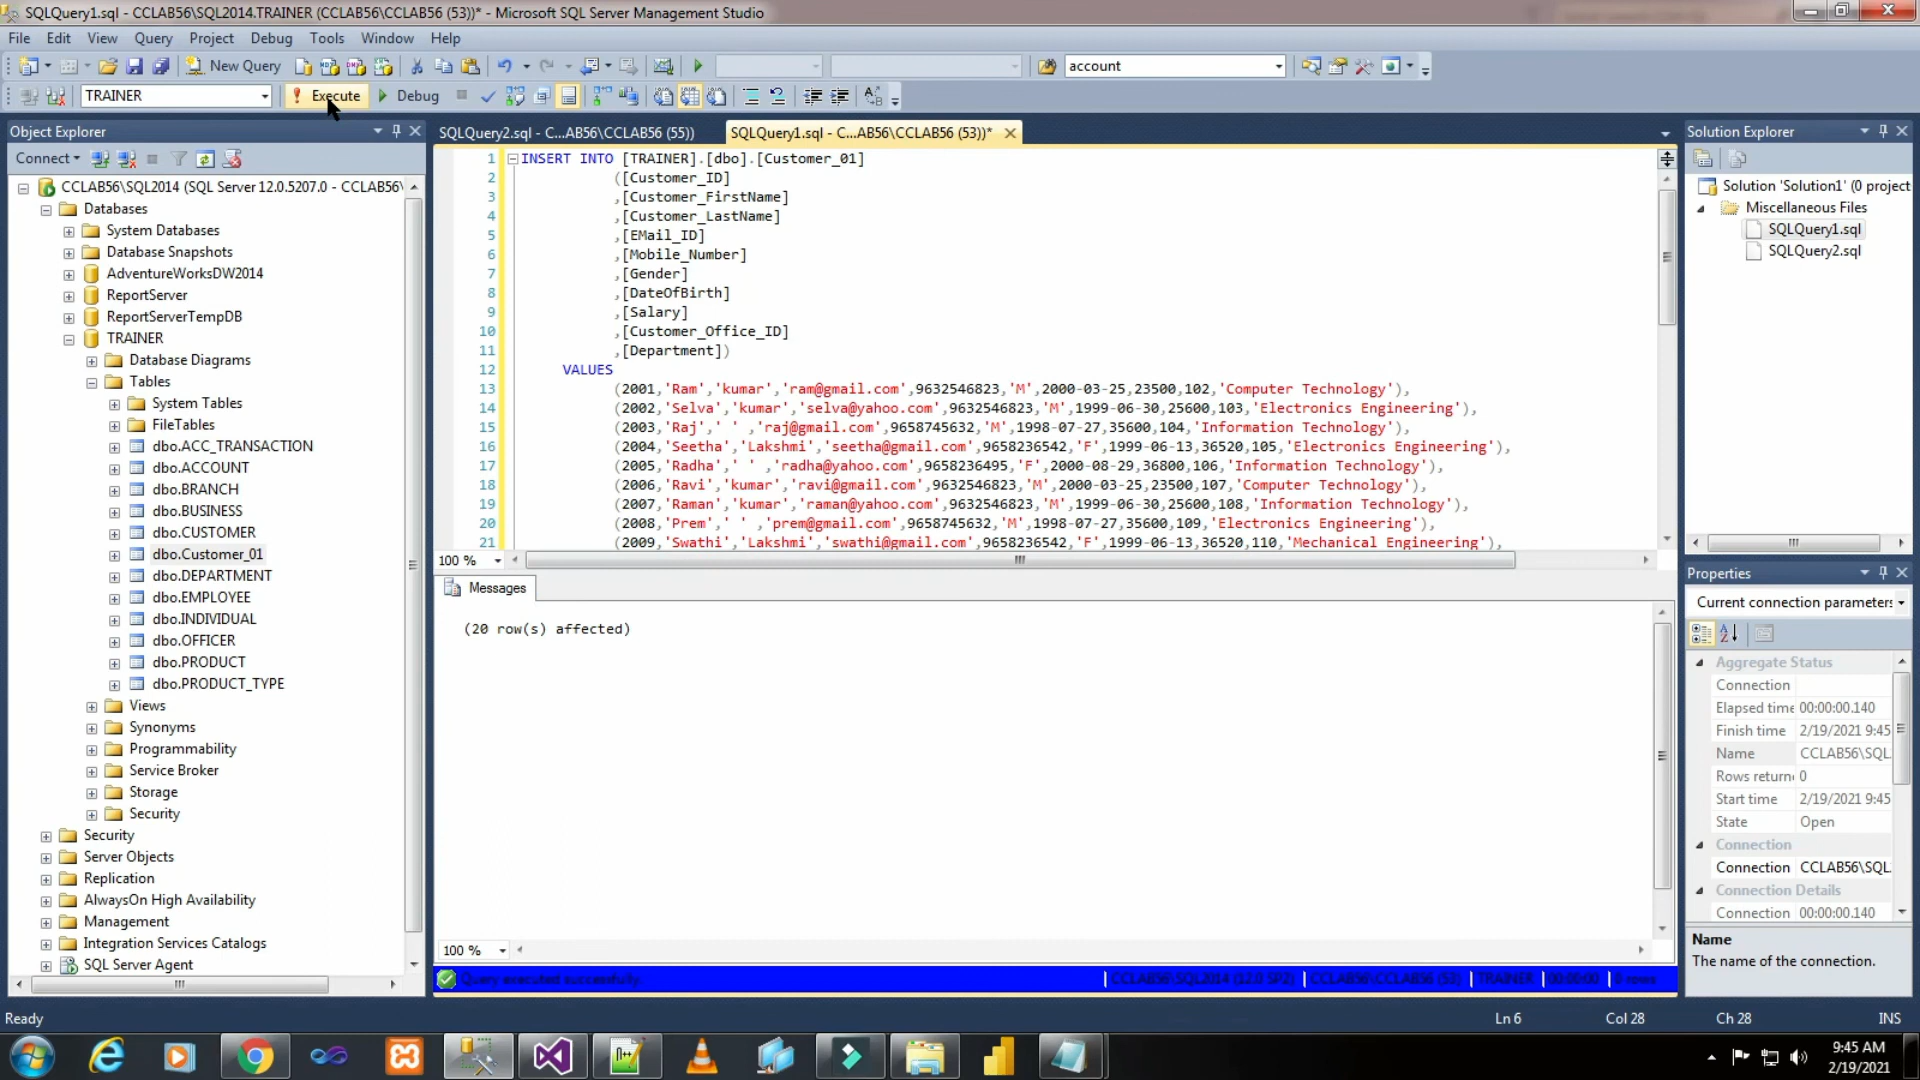 SQLQuery1.sql - CCLAB56\SQL2014.TRAINER (CCLAB56\CCLAB56 (53))* - Microsoft SQL Server Management Studio
File Edit View Query Project Debug Tools Window Help
New Query account
TRAINER Execute Debug
Object Explorer
Connect
CCLAB56\SQL2014 (SQL Server 12.0.5207.0 - CCLAB56\
Databases
System Databases
Database Snapshots
AdventureWorksDW2014
ReportServer
ReportServerTempDB
TRAINER
Database Diagrams
Tables
System Tables
FileTables
dbo.ACC_TRANSACTION
dbo.ACCOUNT
dbo.BRANCH
dbo.BUSINESS
dbo.CUSTOMER
dbo.Customer_01
dbo.DEPARTMENT
dbo.EMPLOYEE
dbo.INDIVIDUAL
dbo.OFFICER
dbo.PRODUCT
dbo.PRODUCT_TYPE
Views
Synonyms
Programmability
Service Broker
Storage
Security
Security
Server Objects
Replication
AlwaysOn High Availability
Management
Integration Services Catalogs
SQL Server Agent
SQLQuery2.sql - C...AB56\CCLAB56 (55)) SQLQuery1.sql - C...AB56\CCLAB56 (53))*
1 INSERT INTO [TRAINER].[dbo].[Customer_01]
2 ([Customer_ID]
3 ,[Customer_FirstName]
4 ,[Customer_LastName]
5 ,[EMail_ID]
6 ,[Mobile_Number]
7 ,[Gender]
8 ,[DateOfBirth]
9 ,[Salary]
10 ,[Customer_Office_ID]
11 ,[Department])
12 VALUES
13 (2001,'Ram','kumar','ram@gmail.com',9632546823,'M',2000-03-25,23500,102,'Computer Technology'),
14 (2002,'Selva','kumar','selva@yahoo.com',9632546823,'M',1999-06-30,25600,103,'Electronics Engineering'),
15 (2003,'Raj',' ' ,'raj@gmail.com',9658745632,'M',1998-07-27,35600,104,'Information Technology'),
16 (2004,'Seetha','Lakshmi','seetha@gmail.com',9658236542,'F',1999-06-13,36520,105,'Electronics Engineering'),
17 (2005,'Radha',' ' ,'radha@yahoo.com',9658236495,'F',2000-08-29,36800,106,'Information Technology'),
18 (2006,'Ravi','kumar','ravi@gmail.com',9632546823,'M',2000-03-25,23500,107,'Computer Technology'),
19 (2007,'Raman','kumar','raman@yahoo.com',9632546823,'M',1999-06-30,25600,108,'Information Technology'),
20 (2008,'Prem',' ' ,'prem@gmail.com',9658745632,'M',1998-07-27,35600,109,'Electronics Engineering'),
21 (2009,'Swathi','Lakshmi','swathi@gmail.com',9658236542,'F',1999-06-13,36520,110,'Mechanical Engineering'),
100 %
Messages
(20 row(s) affected)
100 %
Query executed successfully. CCLAB56\SQL2014 (12.0 SP2) CCLAB56\CCLAB56 (53) TRAINER 00:00:00 0 rows
Solution Explorer
Solution 'Solution1' (0 project
Miscellaneous Files
SQLQuery1.sql
SQLQuery2.sql
Properties
Current connection parameters
Aggregate Status
Connection
Elapsed time 00:00:00.140
Finish time 2/19/2021 9:45
Name CCLAB56\SQL
Rows return 0
Start time 2/19/2021 9:45
State Open
Connection
Connection CCLAB56\SQL
Connection Details
Connection 00:00:00.140
Name
The name of the connection.
Ready Ln 6 Col 28 Ch 28 INS
9:45 AM
2/19/2021